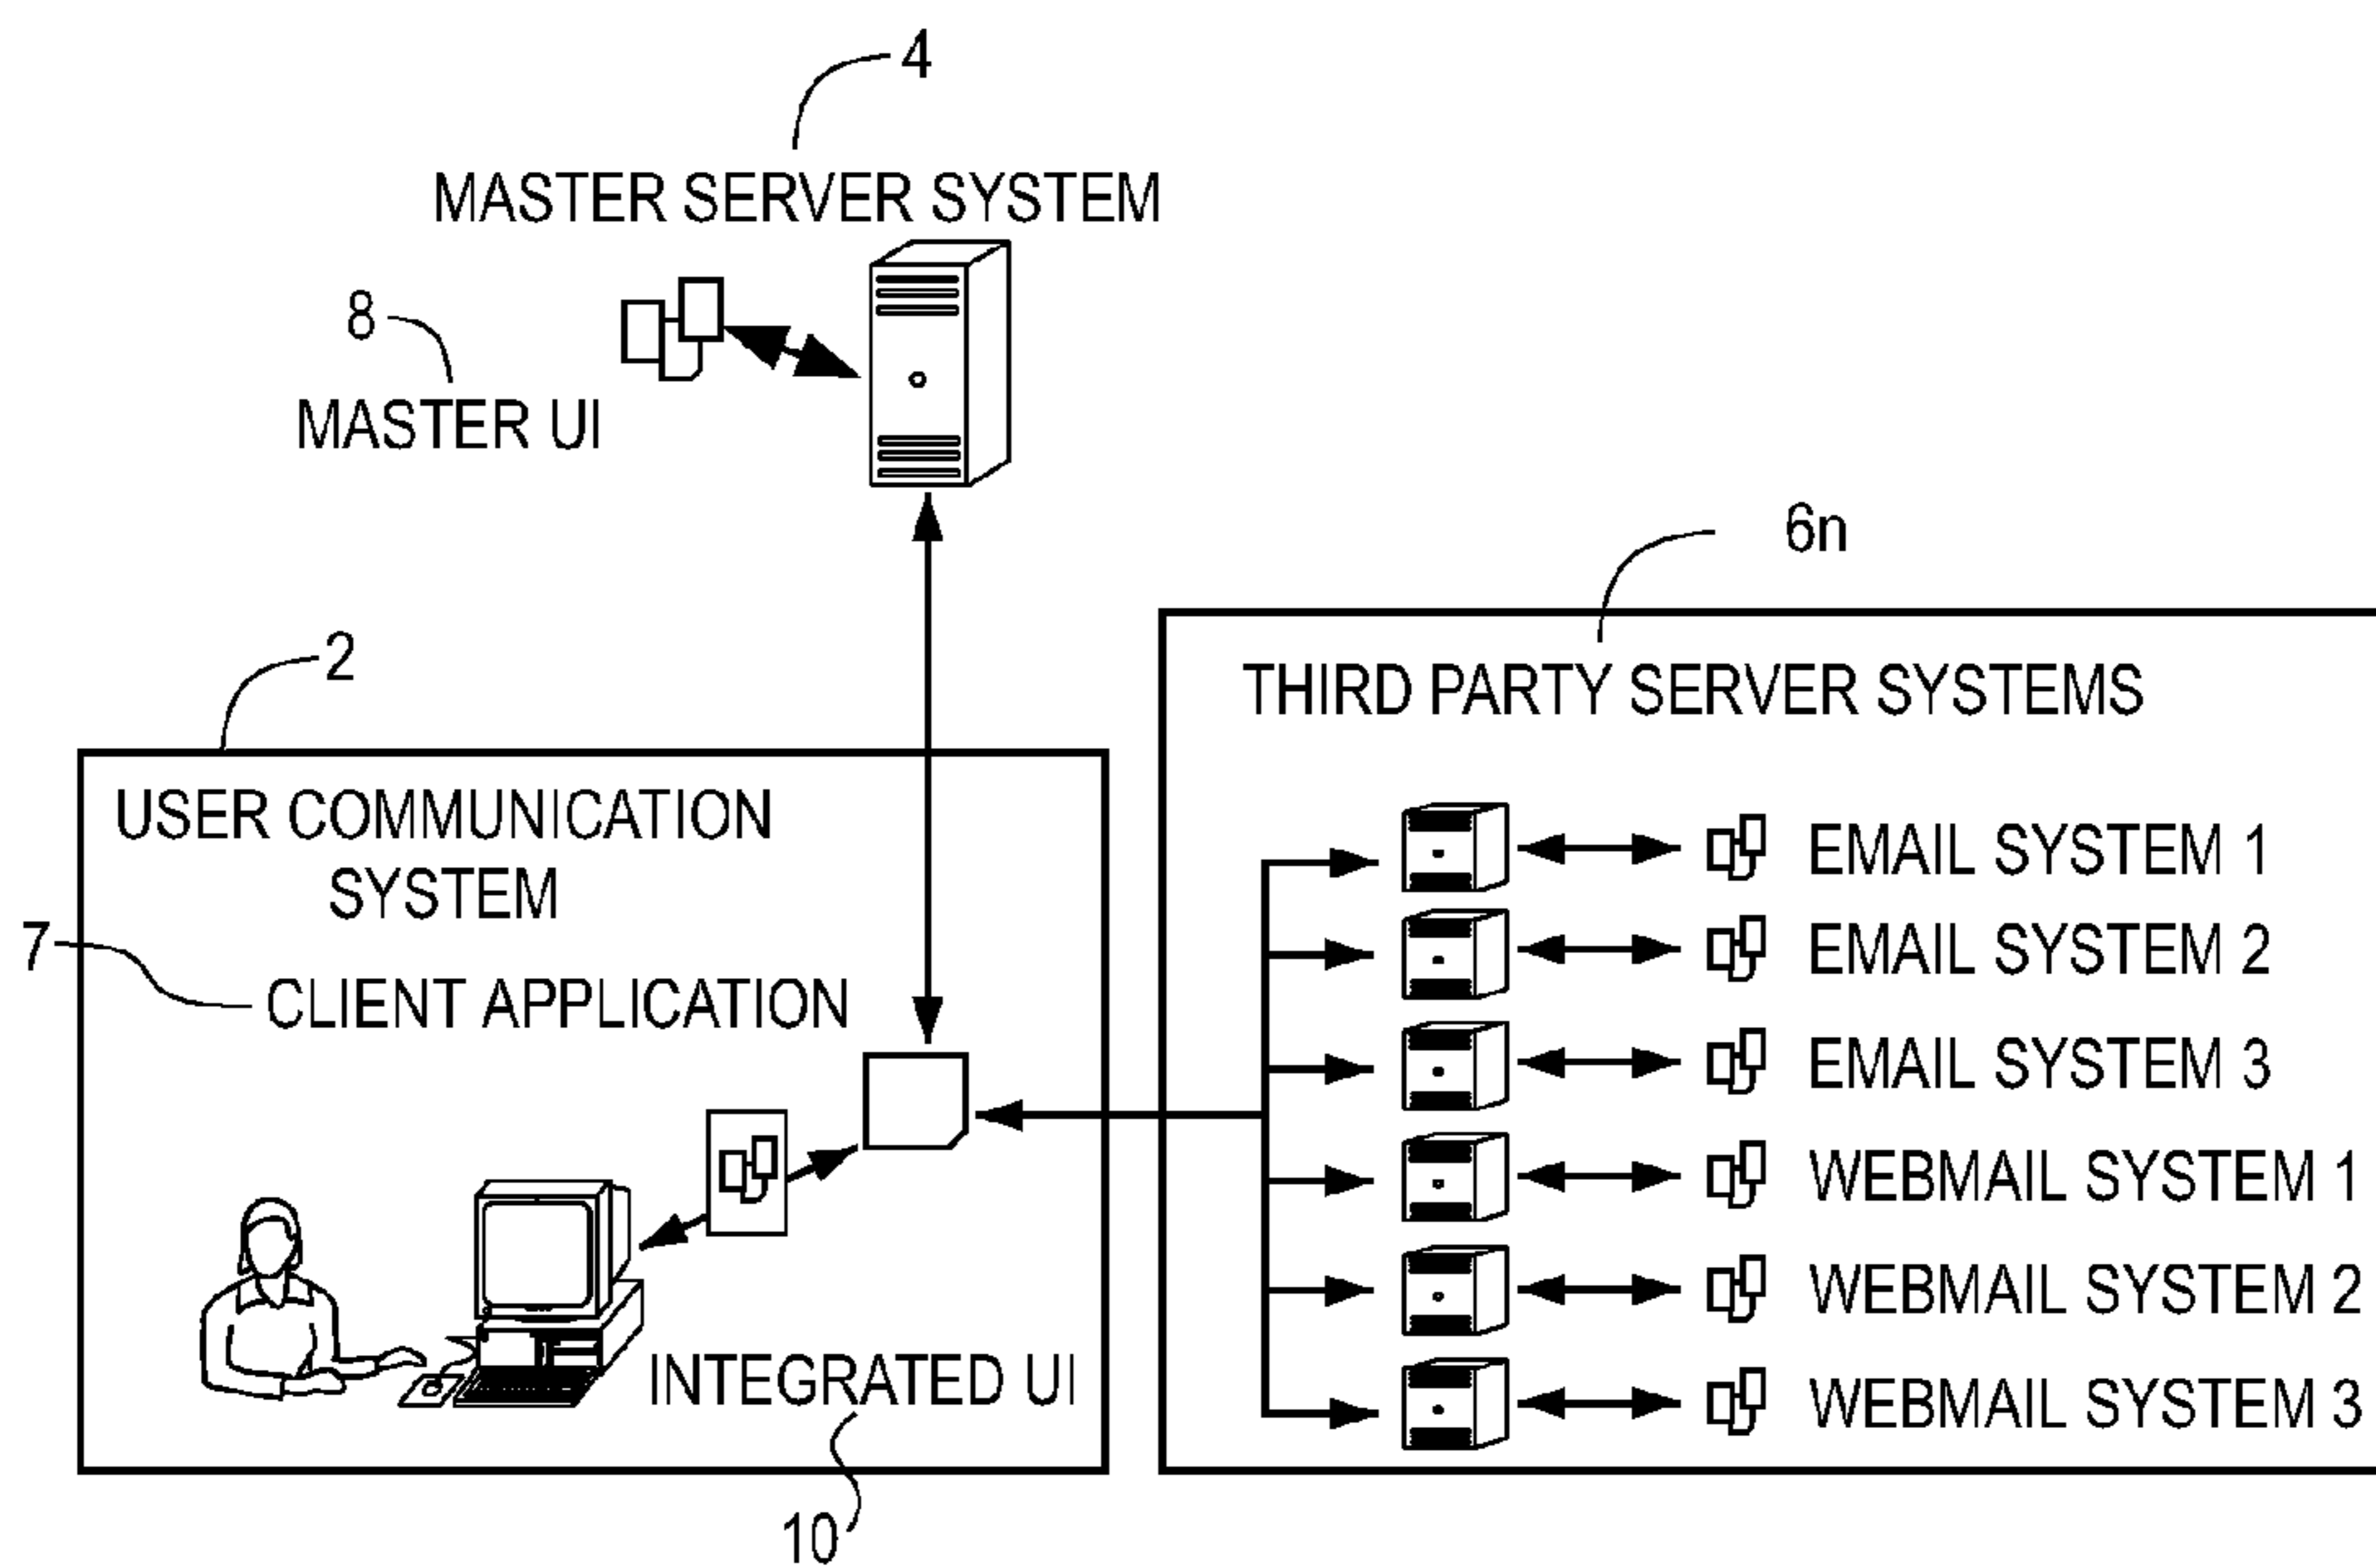 4
MASTER SERVER SYSTEM
8
MASTER UI
6n
2
THIRD PARTY SERVER SYSTEMS
USER COMMUNICATION
SYSTEM
7
CLIENT APPLICATION
EMAIL SYSTEM 1
EMAIL SYSTEM 2
EMAIL SYSTEM 3
WEBMAIL SYSTEM 1
WEBMAIL SYSTEM 2
WEBMAIL SYSTEM 3
INTEGRATED UI
10